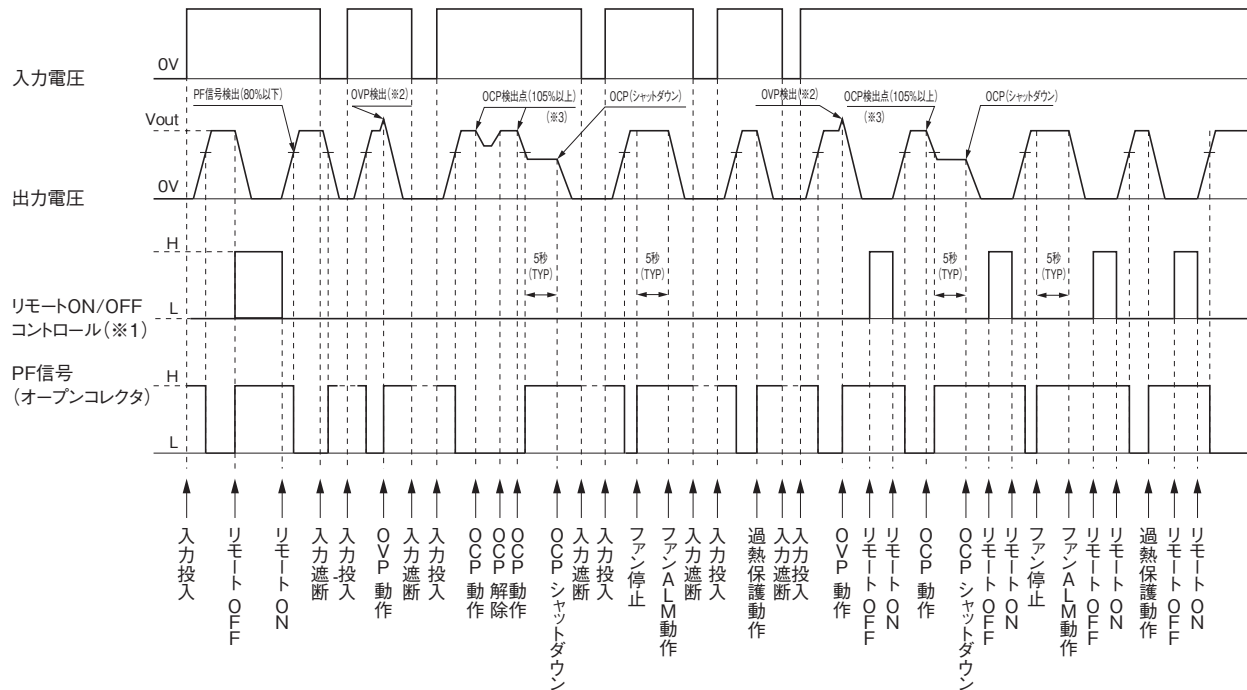 入力電圧
0V
PF信号検出(80%以下)
OVP検出(※2)
OCP検出点(105%以上)
(※3)
OCP(シャットダウン)
OVP検出(※2)
OCP検出点(105%以上)
(※3)
OCP(シャットダウン)
Vout
出力電圧
0V
H
L
リモートON/OFF
コントロール(※1)
5秒
(TYP)
5秒
(TYP)
5秒
(TYP)
5秒
(TYP)
PF信号
(オープンコレクタ)
H
L
入力投入
リモートOFF
リモートON
入力遮断
入力投入
OVP動作
入力遮断
入力投入
OCP動作
OCP解除
OCP動作
OCPシャットダウン
入力遮断
入力投入
ファン停止
ファンALM動作
入力遮断
入力投入
過熱保護動作
入力遮断
入力投入
OVP動作
リモートOFF
リモートON
OCP動作
OCPシャットダウン
リモートOFF
リモートON
ファン停止
ファンALM動作
リモートOFF
リモートON
過熱保護動作
リモートOFF
リモートON